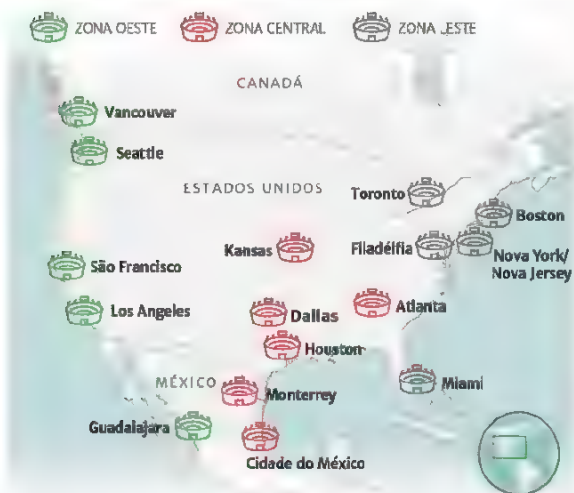 ZONA OESTE
ZONA CENTRAL
ZONA LESTE
CANADÁ
Vancouver
Seattle
ESTADOS UNIDOS
Toronto
Boston
Kansas
Filadélfia
Nova York/
Nova Jersey
São Francisco
Los Angeles
Dallas
Atlanta
Houston
MÉXICO
Monterrey
Miami
Guadalajara
Cidade do México